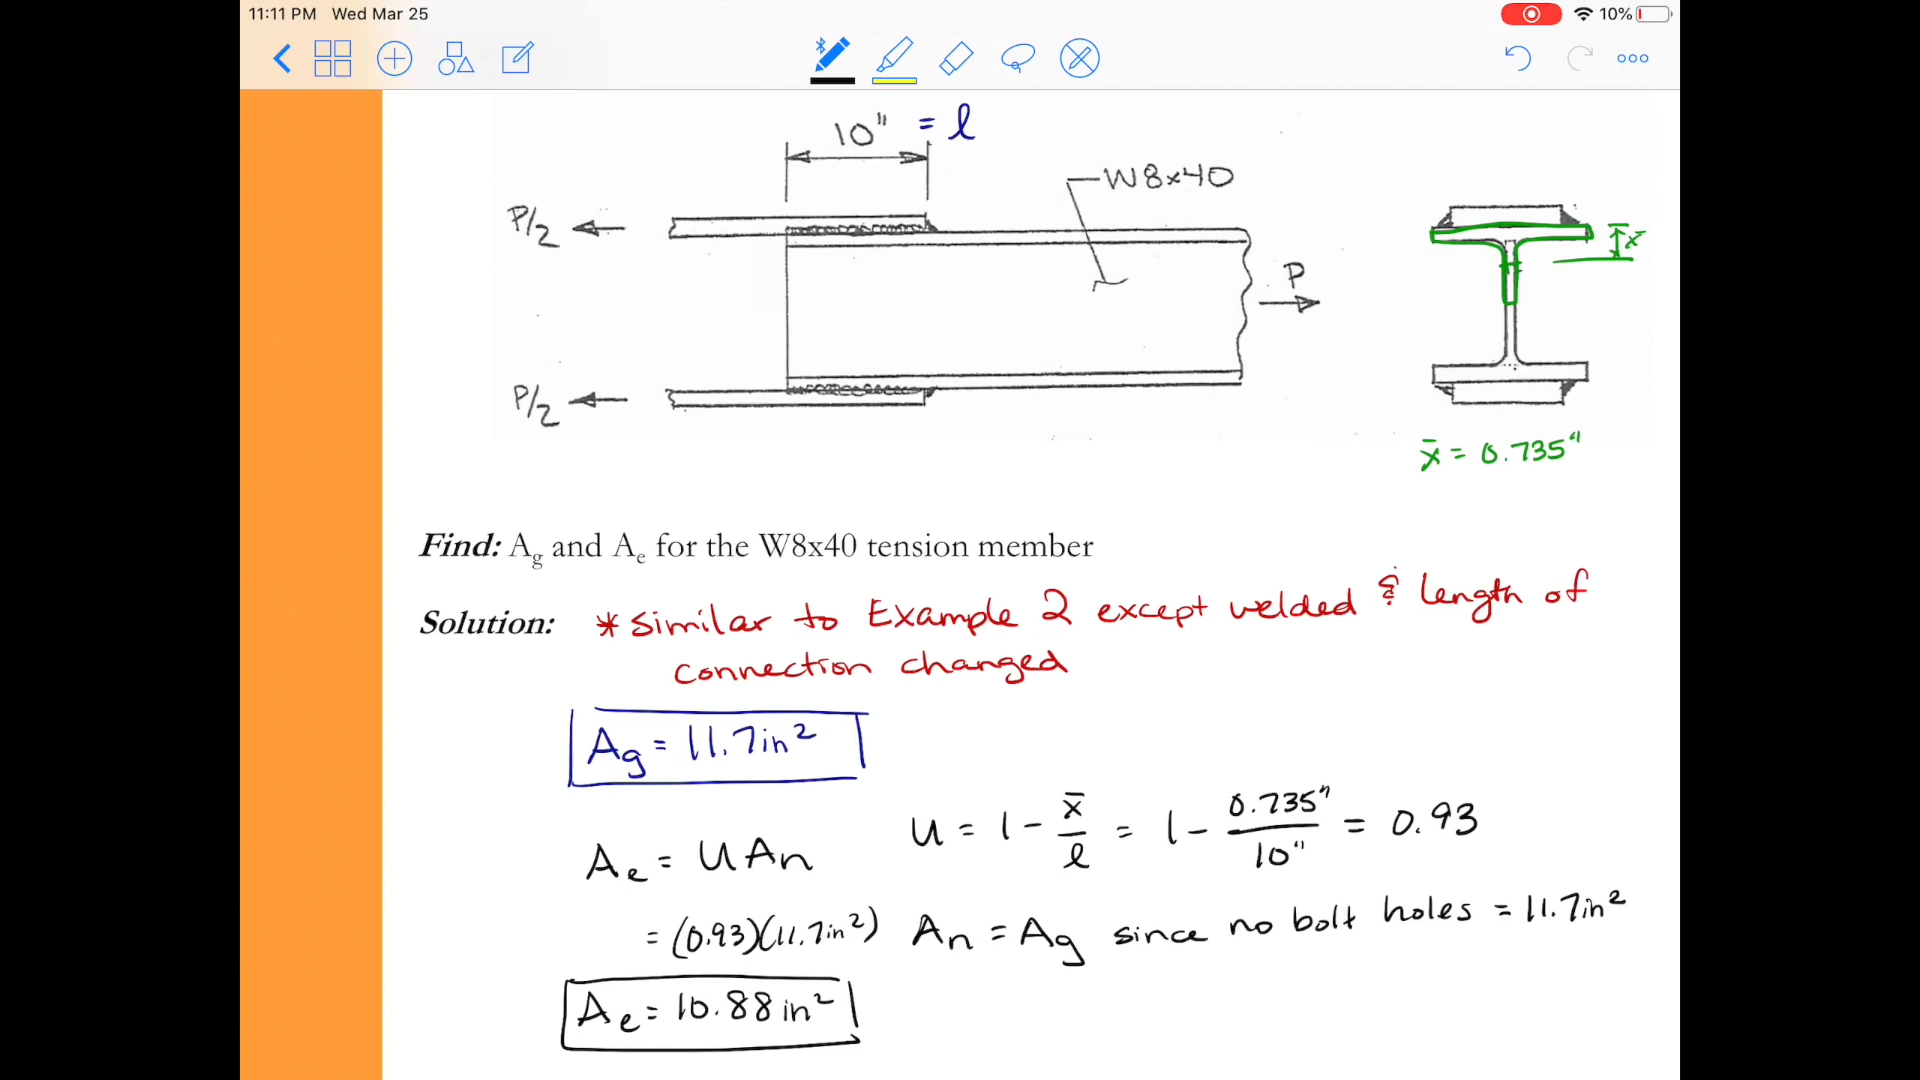 11:11 PM Wed Mar 25
10%
10" = l
W8x40
P/2
x̄
P
P/2
x̄ = 0.735"
Find: Ag and Ae for the W8x40 tension member
Solution: * similar to Example 2 except welded & length of
connection changed
Ag = 11.7in²
U = 1 - x̄/l = 1 - 0.735"/10" = 0.93
Ae = UAn
= (0.93)(11.7in²)
An = Ag since no bolt holes = 11.7in²
Ae = 10.88 in²